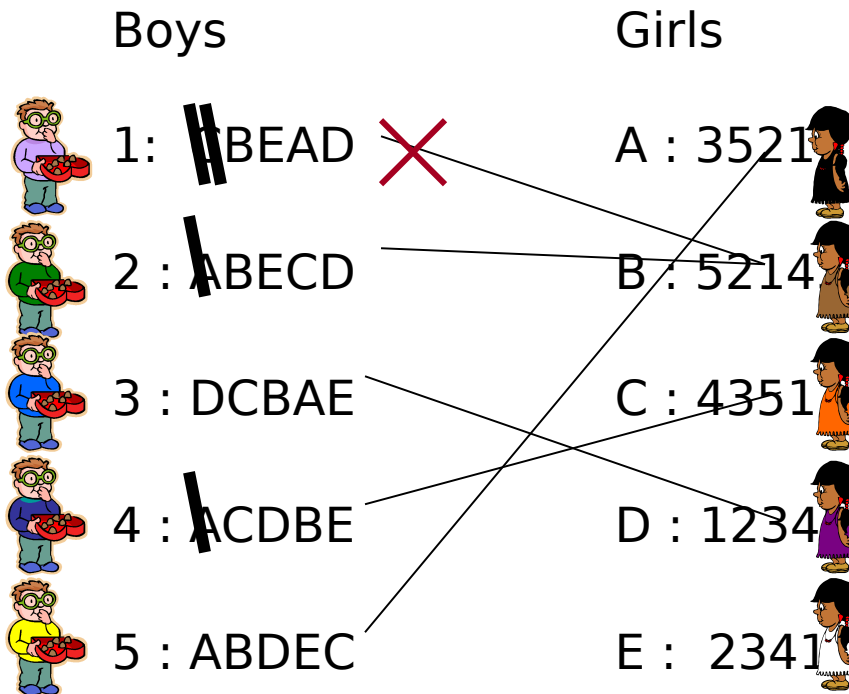 Boys
1: CBEAD
2 : ABECD
3 : DCBAE
4 : ACDBE
5 : ABDEC
Girls
A : 3521
B : 5214
C : 4351
D : 1234
E : 2341